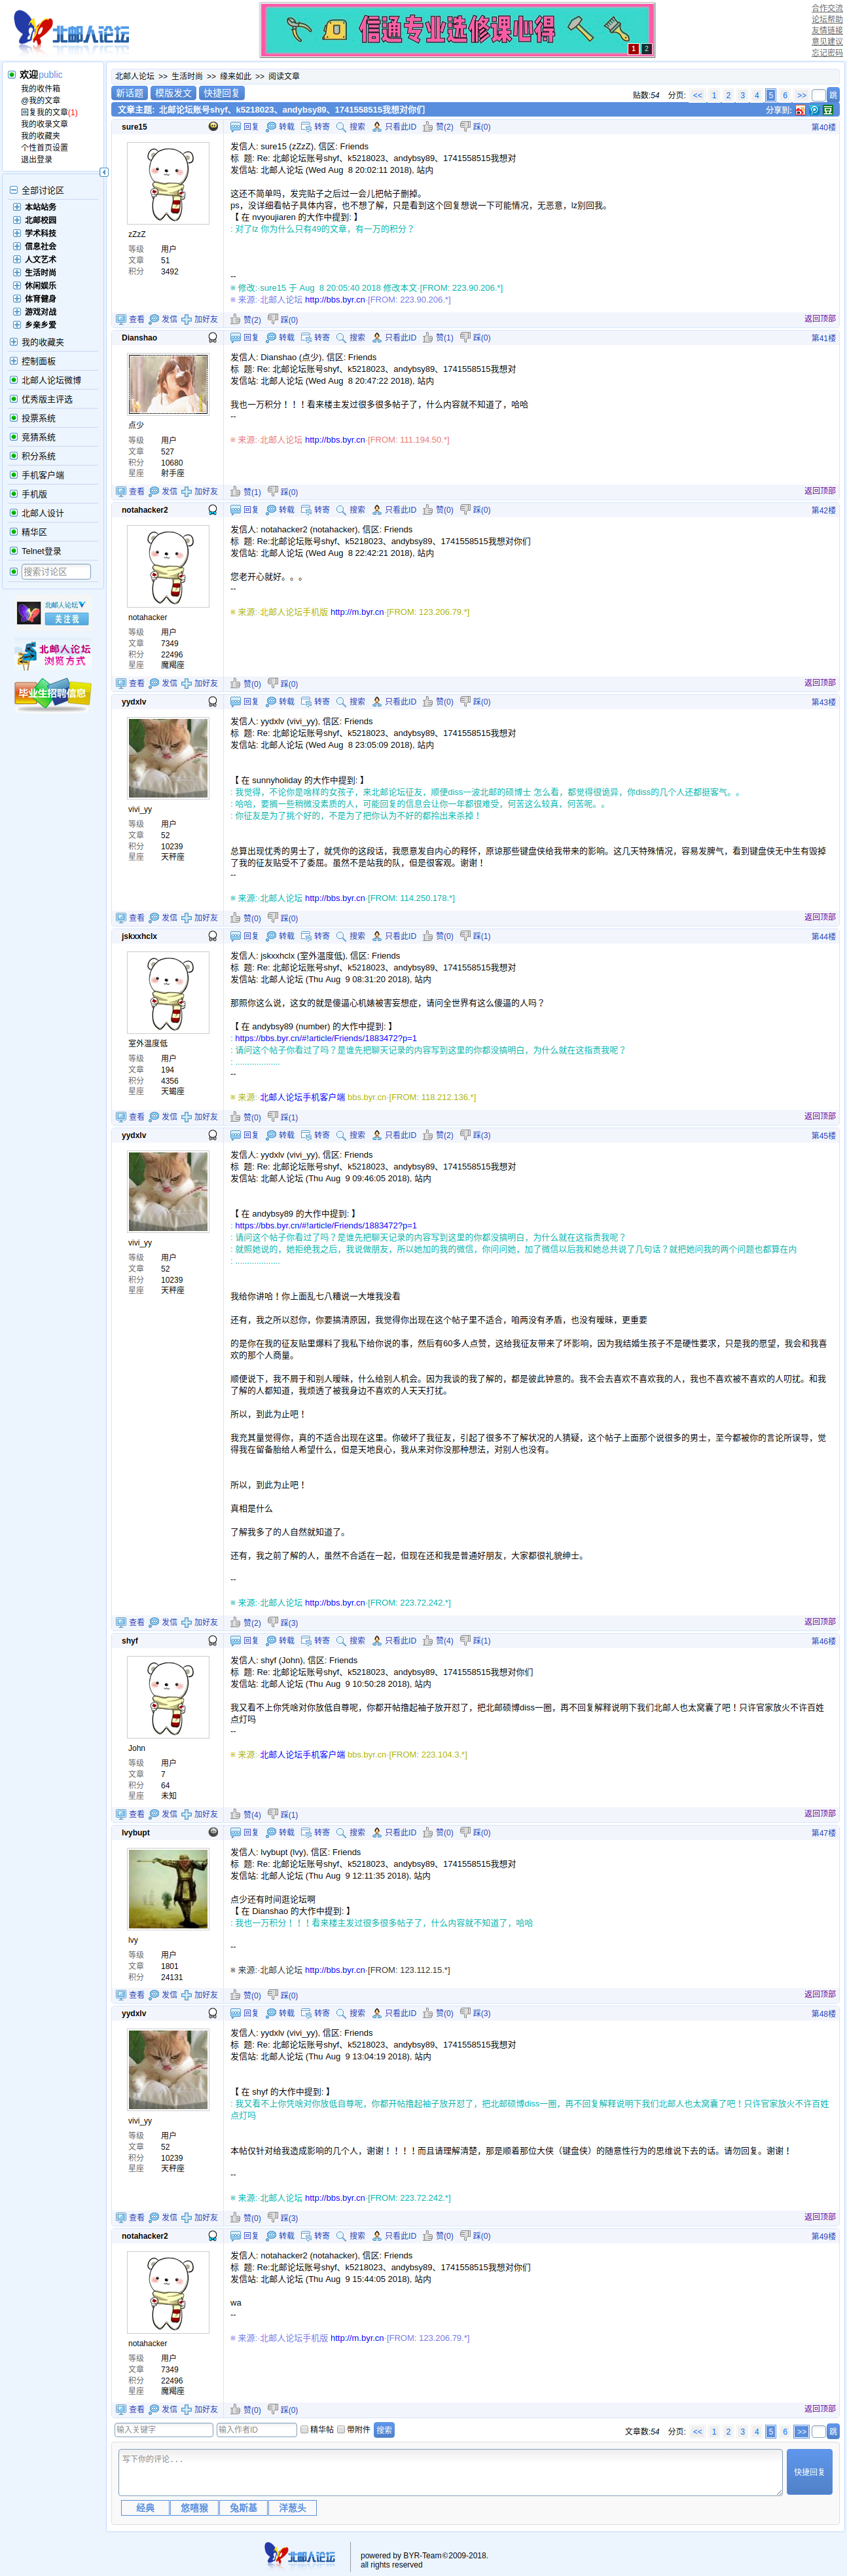 北邮人论坛
信通专业选修课心得
1 2
合作交流
论坛帮助
友情链接
意见建议
忘记密码
欢迎public
我的收件箱
@我的文章
回复我的文章(1)
我的收录文章
我的收藏夹
个性首页设置
退出登录
全部讨论区
本站站务
北邮校园
学术科技
信息社会
人文艺术
生活时尚
休闲娱乐
体育健身
游戏对战
乡亲乡爱
我的收藏夹
控制面板
北邮人论坛微博
优秀版主评选
投票系统
竞猜系统
积分系统
手机客户端
手机版
北邮人设计
精华区
Telnet登录
搜索讨论区
北邮人论坛
关注我
北邮人论坛
浏览方式
毕业生招聘信息
北邮人论坛 >> 生活时尚 >> 缘来如此 >> 阅读文章
新话题 模版发文 快捷回复
贴数:54 分页: << 1 2 3 4 5 6 >> 跳
文章主题: 北邮论坛账号shyf、k5218023、andybsy89、1741558515我想对你们
分享到:
sure15
回复 转载 转寄 搜索 只看此ID 赞(2) 踩(0) 第40楼
zZzZ
等级 用户
文章 51
积分 3492
发信人: sure15 (zZzZ), 信区: Friends
标 题: Re: 北邮论坛账号shyf、k5218023、andybsy89、1741558515我想对
发信站: 北邮人论坛 (Wed Aug 8 20:02:11 2018), 站内
这还不简单吗，发完贴子之后过一会儿把帖子删掉。
ps，没详细看帖子具体内容，也不想了解，只是看到这个回复想说一下可能情况，无恶意，lz别回我。
【 在 nvyoujiaren 的大作中提到: 】
: 对了lz 你为什么只有49的文章，有一万的积分？
--
※ 修改:·sure15 于 Aug 8 20:05:40 2018 修改本文·[FROM: 223.90.206.*]
※ 来源:·北邮人论坛 http://bbs.byr.cn·[FROM: 223.90.206.*]
查看 发信 加好友 赞(2) 踩(0) 返回顶部
Dianshao
回复 转载 转寄 搜索 只看此ID 赞(1) 踩(0) 第41楼
点少
等级 用户
文章 527
积分 10680
星座 射手座
发信人: Dianshao (点少), 信区: Friends
标 题: Re: 北邮论坛账号shyf、k5218023、andybsy89、1741558515我想对
发信站: 北邮人论坛 (Wed Aug 8 20:47:22 2018), 站内
我也一万积分！！！看来楼主发过很多很多帖子了，什么内容就不知道了，哈哈
--
※ 来源:·北邮人论坛 http://bbs.byr.cn·[FROM: 111.194.50.*]
查看 发信 加好友 赞(1) 踩(0) 返回顶部
notahacker2
回复 转载 转寄 搜索 只看此ID 赞(0) 踩(0) 第42楼
notahacker
等级 用户
文章 7349
积分 22496
星座 魔羯座
发信人: notahacker2 (notahacker), 信区: Friends
标 题: Re:北邮论坛账号shyf、k5218023、andybsy89、1741558515我想对你们
发信站: 北邮人论坛 (Wed Aug 8 22:42:21 2018), 站内
您老开心就好。。。
--
※ 来源:·北邮人论坛手机版 http://m.byr.cn·[FROM: 123.206.79.*]
查看 发信 加好友 赞(0) 踩(0) 返回顶部
yydxlv
回复 转载 转寄 搜索 只看此ID 赞(0) 踩(0) 第43楼
vivi_yy
等级 用户
文章 52
积分 10239
星座 天秤座
发信人: yydxlv (vivi_yy), 信区: Friends
标 题: Re: 北邮论坛账号shyf、k5218023、andybsy89、1741558515我想对
发信站: 北邮人论坛 (Wed Aug 8 23:05:09 2018), 站内
【 在 sunnyholiday 的大作中提到: 】
: 我觉得，不论你是啥样的女孩子，来北邮论坛征友，顺便diss一波北邮的硕博士 怎么看，都觉得很诡异，你diss的几个人还都挺客气。。
: 哈哈，要搁一些稍微没素质的人，可能回复的信息会让你一年都很难受，何苦这么较真，何苦呢。。
: 你征友是为了挑个好的，不是为了把你认为不好的都拎出来杀掉！
总算出现优秀的男士了，就凭你的这段话，我愿意发自内心的释怀，原谅那些键盘侠给我带来的影响。这几天特殊情况，容易发脾气，看到键盘侠无中生有毁掉了我的征友贴受不了委屈。虽然不是站我的队，但是很客观。谢谢！
--
※ 来源:·北邮人论坛 http://bbs.byr.cn·[FROM: 114.250.178.*]
查看 发信 加好友 赞(0) 踩(0) 返回顶部
jskxxhclx
回复 转载 转寄 搜索 只看此ID 赞(0) 踩(1) 第44楼
室外温度低
等级 用户
文章 194
积分 4356
星座 天蝎座
发信人: jskxxhclx (室外温度低), 信区: Friends
标 题: Re: 北邮论坛账号shyf、k5218023、andybsy89、1741558515我想对
发信站: 北邮人论坛 (Thu Aug 9 08:31:20 2018), 站内
那照你这么说，这女的就是傻逼心机婊被害妄想症，请问全世界有这么傻逼的人吗？
【 在 andybsy89 (number) 的大作中提到: 】
: https://bbs.byr.cn/#!article/Friends/1883472?p=1
: 请问这个帖子你看过了吗？是谁先把聊天记录的内容写到这里的你都没搞明白，为什么就在这指责我呢？
: ...................
--
※ 来源:·北邮人论坛手机客户端 bbs.byr.cn·[FROM: 118.212.136.*]
查看 发信 加好友 赞(0) 踩(1) 返回顶部
yydxlv
回复 转载 转寄 搜索 只看此ID 赞(2) 踩(3) 第45楼
vivi_yy
等级 用户
文章 52
积分 10239
星座 天秤座
发信人: yydxlv (vivi_yy), 信区: Friends
标 题: Re: 北邮论坛账号shyf、k5218023、andybsy89、1741558515我想对
发信站: 北邮人论坛 (Thu Aug 9 09:46:05 2018), 站内
【 在 andybsy89 的大作中提到: 】
: https://bbs.byr.cn/#!article/Friends/1883472?p=1
: 请问这个帖子你看过了吗？是谁先把聊天记录的内容写到这里的你都没搞明白，为什么就在这指责我呢？
: 就照她说的，她拒绝我之后，我说做朋友，所以她加的我的微信，你问问她，加了微信以后我和她总共说了几句话？就把她问我的两个问题也都算在内
: ...................
我给你讲哈！你上面乱七八糟说一大堆我没看
还有，我之所以怼你，你要搞清原因，我觉得你出现在这个帖子里不适合，咱两没有矛盾，也没有暧昧，更重要
的是你在我的征友贴里爆料了我私下给你说的事，然后有60多人点赞，这给我征友带来了坏影响，因为我结婚生孩子不是硬性要求，只是我的愿望，我会和我喜欢的那个人商量。
顺便说下，我不屑于和别人暧昧，什么给别人机会。因为我谈的我了解的，都是彼此钟意的。我不会去喜欢不喜欢我的人，我也不喜欢被不喜欢的人叨扰。和我了解的人都知道，我烦透了被我身边不喜欢的人天天打扰。
所以，到此为止吧！
我充其量觉得你，真的不适合出现在这里。你破坏了我征友，引起了很多不了解状况的人猜疑，这个帖子上面那个说很多的男士，至今都被你的言论所误导，觉得我在留备胎给人希望什么，但是天地良心，我从来对你没那种想法，对别人也没有。
所以，到此为止吧！
真相是什么
了解我多了的人自然就知道了。
还有，我之前了解的人，虽然不合适在一起，但现在还和我是普通好朋友，大家都很礼貌绅士。
--
※ 来源:·北邮人论坛 http://bbs.byr.cn·[FROM: 223.72.242.*]
查看 发信 加好友 赞(2) 踩(3) 返回顶部
shyf
回复 转载 转寄 搜索 只看此ID 赞(4) 踩(1) 第46楼
John
等级 用户
文章 7
积分 64
星座 未知
发信人: shyf (John), 信区: Friends
标 题: Re: 北邮论坛账号shyf、k5218023、andybsy89、1741558515我想对你们
发信站: 北邮人论坛 (Thu Aug 9 10:50:28 2018), 站内
我又看不上你凭啥对你放低自尊呢，你都开帖撸起袖子放开怼了，把北邮硕博diss一圈，再不回复解释说明下我们北邮人也太窝囊了吧！只许官家放火不许百姓点灯吗
--
※ 来源:·北邮人论坛手机客户端 bbs.byr.cn·[FROM: 223.104.3.*]
查看 发信 加好友 赞(4) 踩(1) 返回顶部
lvybupt
回复 转载 转寄 搜索 只看此ID 赞(0) 踩(0) 第47楼
lvy
等级 用户
文章 1801
积分 24131
发信人: lvybupt (lvy), 信区: Friends
标 题: Re: 北邮论坛账号shyf、k5218023、andybsy89、1741558515我想对
发信站: 北邮人论坛 (Thu Aug 9 12:11:35 2018), 站内
点少还有时间逛论坛啊
【 在 Dianshao 的大作中提到: 】
: 我也一万积分！！！看来楼主发过很多很多帖子了，什么内容就不知道了，哈哈
--
※ 来源:·北邮人论坛 http://bbs.byr.cn·[FROM: 123.112.15.*]
查看 发信 加好友 赞(0) 踩(0) 返回顶部
yydxlv
回复 转载 转寄 搜索 只看此ID 赞(0) 踩(3) 第48楼
vivi_yy
等级 用户
文章 52
积分 10239
星座 天秤座
发信人: yydxlv (vivi_yy), 信区: Friends
标 题: Re: 北邮论坛账号shyf、k5218023、andybsy89、1741558515我想对
发信站: 北邮人论坛 (Thu Aug 9 13:04:19 2018), 站内
【 在 shyf 的大作中提到: 】
: 我又看不上你凭啥对你放低自尊呢，你都开帖撸起袖子放开怼了，把北邮硕博diss一圈，再不回复解释说明下我们北邮人也太窝囊了吧！只许官家放火不许百姓点灯吗
本帖仅针对给我造成影响的几个人，谢谢！！！！而且请理解清楚，那是顺着那位大侠（键盘侠）的随意性行为的思维说下去的话。请勿回复。谢谢！
--
※ 来源:·北邮人论坛 http://bbs.byr.cn·[FROM: 223.72.242.*]
查看 发信 加好友 赞(0) 踩(3) 返回顶部
notahacker2
回复 转载 转寄 搜索 只看此ID 赞(0) 踩(0) 第49楼
notahacker
等级 用户
文章 7349
积分 22496
星座 魔羯座
发信人: notahacker2 (notahacker), 信区: Friends
标 题: Re:北邮论坛账号shyf、k5218023、andybsy89、1741558515我想对你们
发信站: 北邮人论坛 (Thu Aug 9 15:44:05 2018), 站内
wa
--
※ 来源:·北邮人论坛手机版 http://m.byr.cn·[FROM: 123.206.79.*]
查看 发信 加好友 赞(0) 踩(0) 返回顶部
输入关键字 输入作者ID 精华帖 带附件 搜索
文章数:54 分页: << 1 2 3 4 5 6 >> 跳
写下你的评论...
快捷回复
经典 悠嘻猴 兔斯基 洋葱头
北邮人论坛
powered by BYR-Team©2009-2018.
all rights reserved